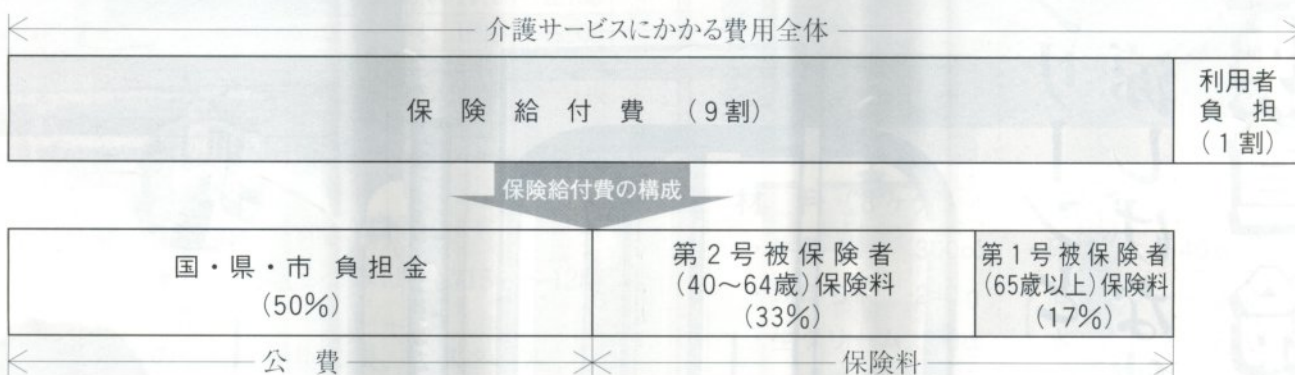 介護サービスにかかる費用全体
保険給付費（9割）
利用者
負担
（1割）
保険給付費の構成
国・県・市 負担金
(50%)
第2号被保険者
(40〜64歳)保険料
(33%)
第1号被保険者
(65歳以上)保険料
(17%)
公費
保険料